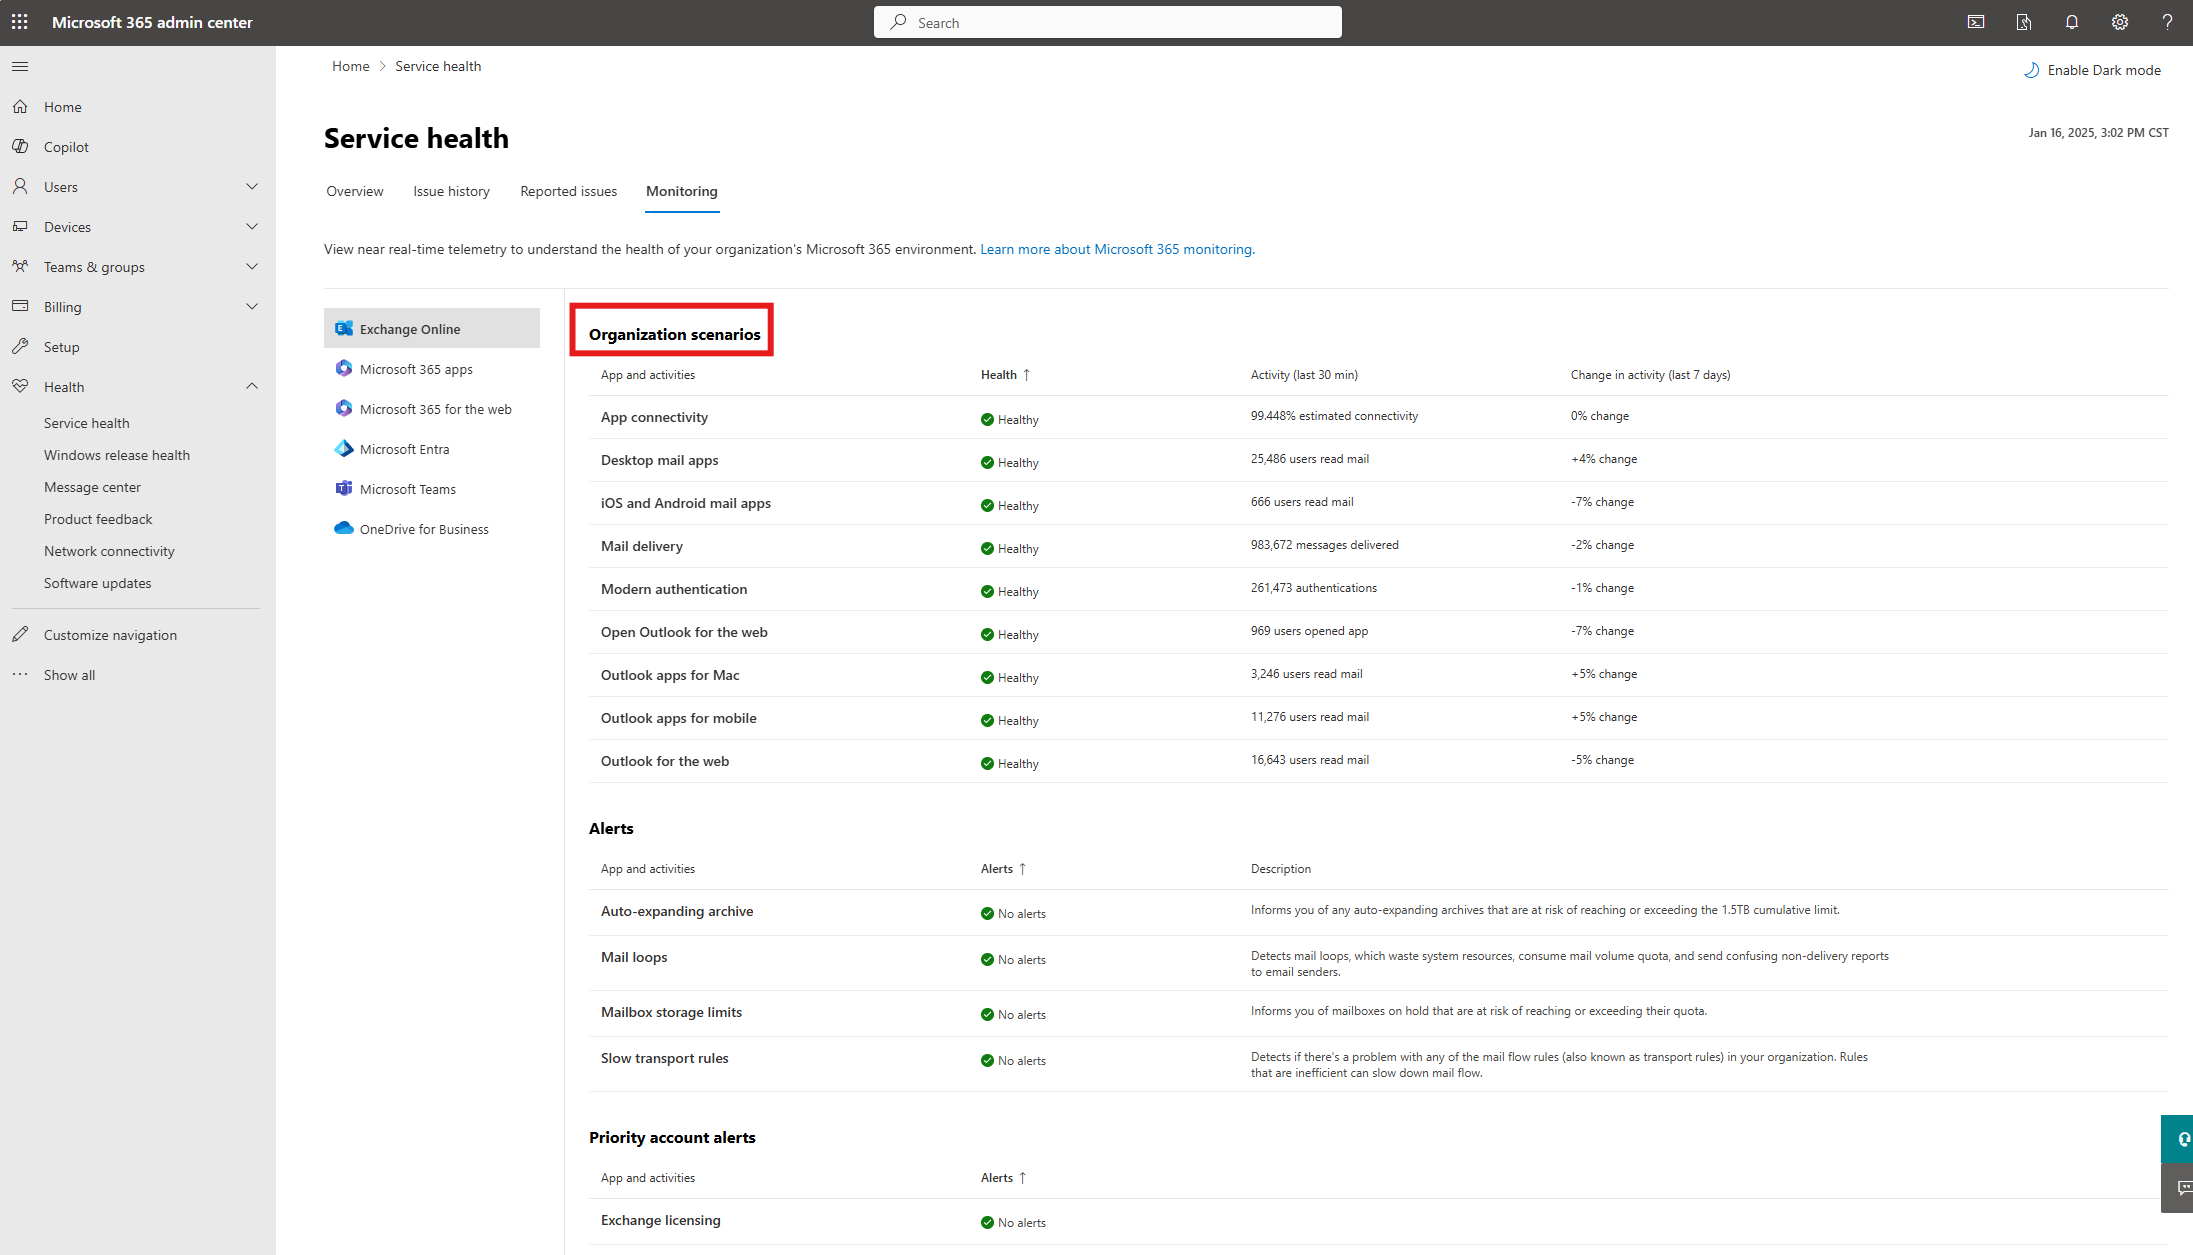 Microsoft 365 admin center
Search
Home > Service health
Enable Dark mode
Home
Copilot
Users
Devices
Teams & groups
Billing
Setup
Health
Service health
Windows release health
Message center
Product feedback
Network connectivity
Software updates
Customize navigation
Show all
Service health
Jan 16, 2025, 3:02 PM CST
Overview Issue history Reported issues Monitoring
View near real-time telemetry to understand the health of your organization's Microsoft 365 environment. Learn more about Microsoft 365 monitoring.
Exchange Online
Microsoft 365 apps
Microsoft 365 for the web
Microsoft Entra
Microsoft Teams
OneDrive for Business
Organization scenarios
App and activities Health ↑ Activity (last 30 min) Change in activity (last 7 days)
App connectivity Healthy 99.448% estimated connectivity 0% change
Desktop mail apps Healthy 25,486 users read mail +4% change
iOS and Android mail apps Healthy 666 users read mail -7% change
Mail delivery Healthy 983,672 messages delivered -2% change
Modern authentication Healthy 261,473 authentications -1% change
Open Outlook for the web Healthy 969 users opened app -7% change
Outlook apps for Mac Healthy 3,246 users read mail +5% change
Outlook apps for mobile Healthy 11,276 users read mail +5% change
Outlook for the web Healthy 16,643 users read mail -5% change
Alerts
App and activities Alerts ↑ Description
Auto-expanding archive No alerts Informs you of any auto-expanding archives that are at risk of reaching or exceeding the 1.5TB cumulative limit.
Mail loops No alerts Detects mail loops, which waste system resources, consume mail volume quota, and send confusing non-delivery reports
to email senders.
Mailbox storage limits No alerts Informs you of mailboxes on hold that are at risk of reaching or exceeding their quota.
Slow transport rules No alerts Detects if there's a problem with any of the mail flow rules (also known as transport rules) in your organization. Rules
that are inefficient can slow down mail flow.
Priority account alerts
App and activities Alerts ↑
Exchange licensing No alerts